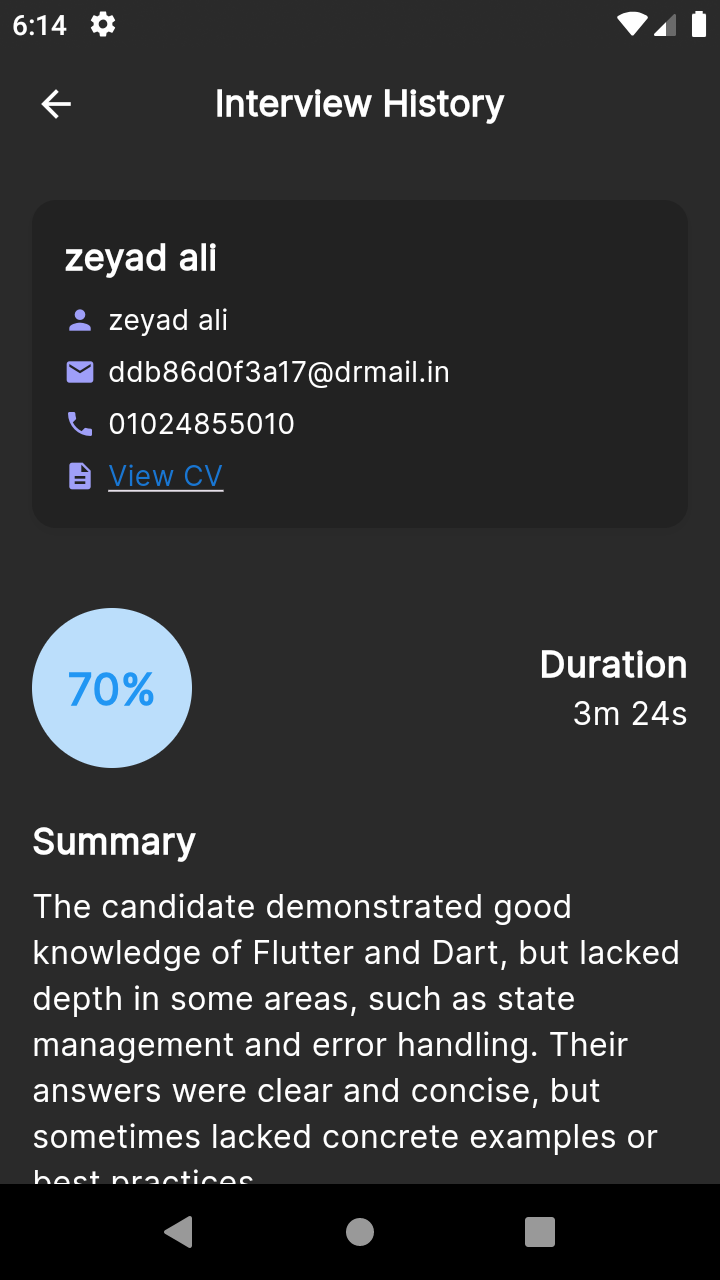 6:14
Interview History
zeyad ali
zeyad ali
ddb86d0f3a17@drmail.in
01024855010
View CV
70%
Duration
3m 24s
Summary
The candidate demonstrated good
knowledge of Flutter and Dart, but lacked
depth in some areas, such as state
management and error handling. Their
answers were clear and concise, but
sometimes lacked concrete examples or
best practices.